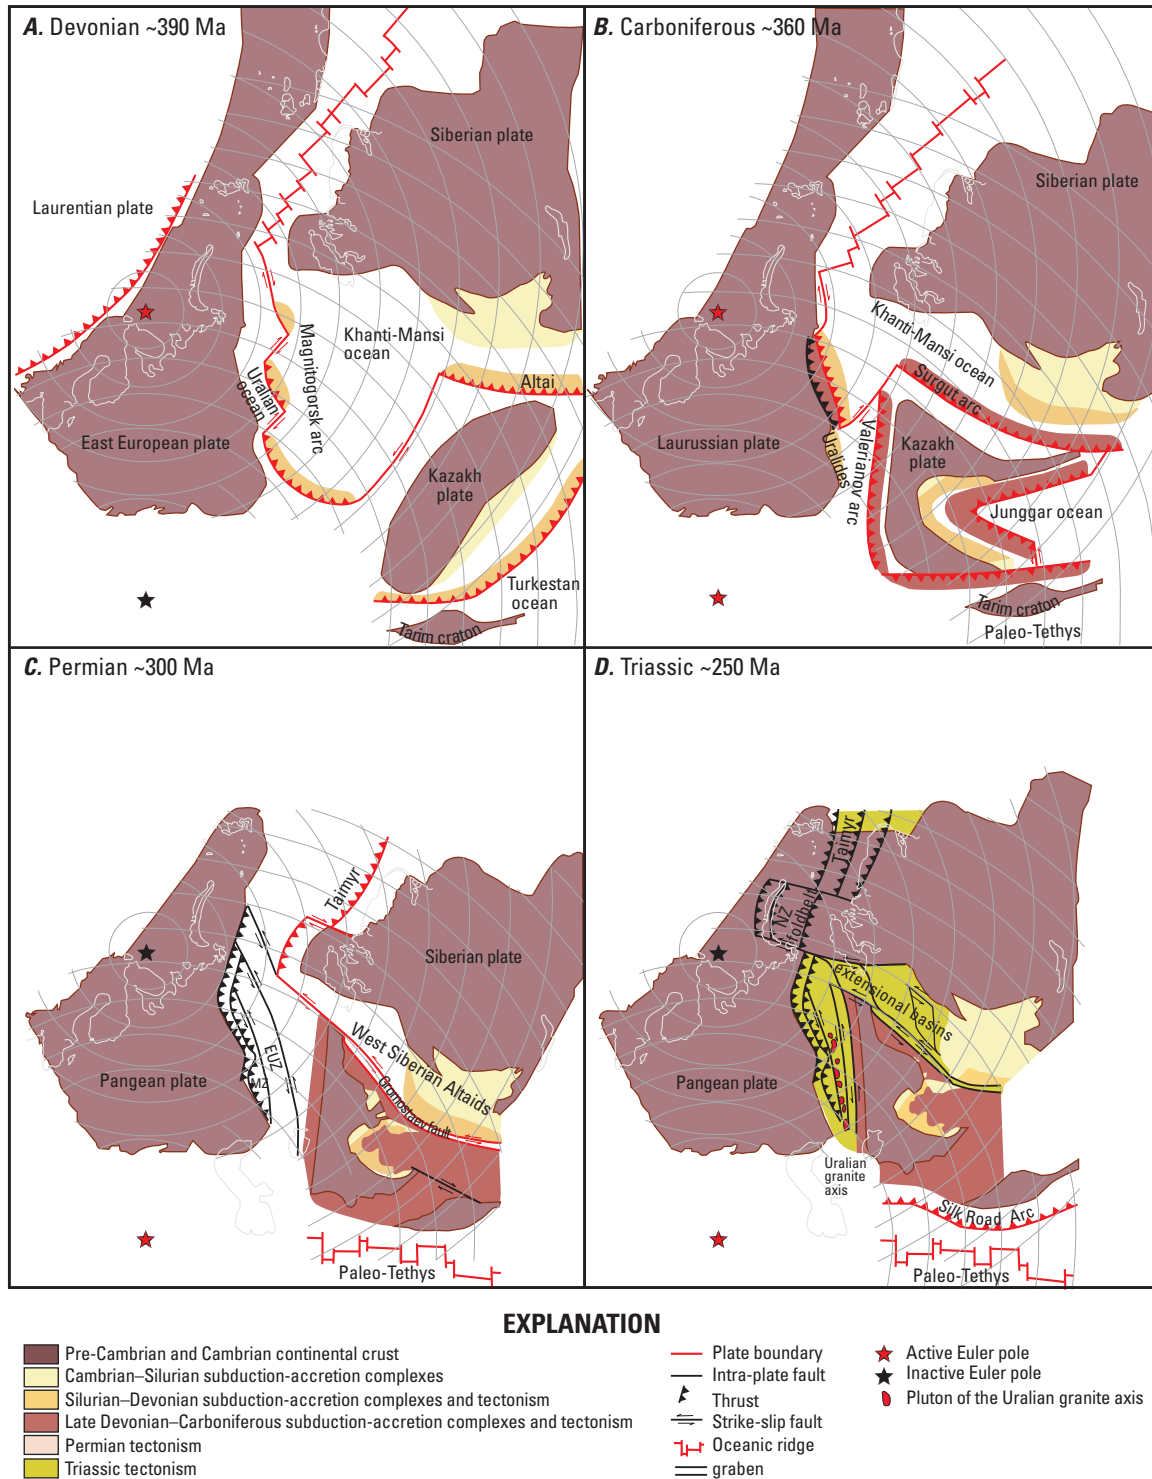 A. Devonian ~390 Ma
Laurentian plate
Siberian plate
Khanti-Mansi
ocean
Magnitogorsk arc
Uralian
ocean
Altai
East European plate
Kazakh
plate
Turkestan
ocean
Tarim craton
B. Carboniferous ~360 Ma
Siberian plate
Khanti-Mansi ocean
Surgut arc
Laurussian plate
Uralides
Valerianov arc
Kazakh
plate
Junggar ocean
Tarim craton
Paleo-Tethys
C. Permian ~300 Ma
Taimyr
Siberian plate
West Siberian Altaids
Gromostaev fault
EUZ
MZ
Pangean plate
Paleo-Tethys
D. Triassic ~250 Ma
Taimyr
NZ
foldbelt
extensional basins
Pangean plate
Uralian
granite
axis
Silk Road Arc
Paleo-Tethys
EXPLANATION
Pre-Cambrian and Cambrian continental crust
Cambrian–Silurian subduction-accretion complexes
Silurian–Devonian subduction-accretion complexes and tectonism
Late Devonian–Carboniferous subduction-accretion complexes and tectonism
Permian tectonism
Triassic tectonism
Plate boundary
Intra-plate fault
Thrust
Strike-slip fault
Oceanic ridge
graben
Active Euler pole
Inactive Euler pole
Pluton of the Uralian granite axis